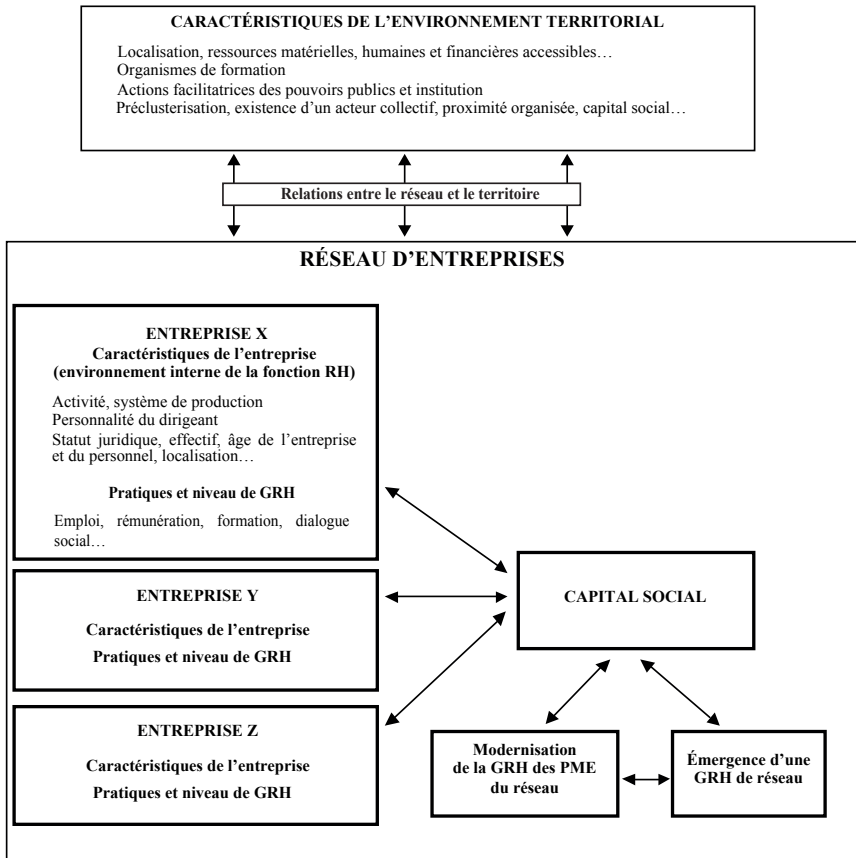 CARACTÉRISTIQUES DE L’ENVIRONNEMENT TERRITORIAL
Localisation, ressources matérielles, humaines et financières accessibles…
Organismes de formation
Actions facilitatrices des pouvoirs publics et institution
Préclusterisation, existence d’un acteur collectif, proximité organisée, capital social…
Relations entre le réseau et le territoire
RÉSEAU D’ENTREPRISES
ENTREPRISE X
Caractéristiques de l’entreprise
(environnement interne de la fonction RH)
Activité, système de production
Personnalité du dirigeant
Statut juridique, effectif, âge de l’entreprise
et du personnel, localisation…
Pratiques et niveau de GRH
Emploi, rémunération, formation, dialogue
social…
ENTREPRISE Y
Caractéristiques de l’entreprise
Pratiques et niveau de GRH
ENTREPRISE Z
Caractéristiques de l’entreprise
Pratiques et niveau de GRH
CAPITAL SOCIAL
Modernisation
de la GRH des PME
du réseau
Émergence d’une
GRH de réseau